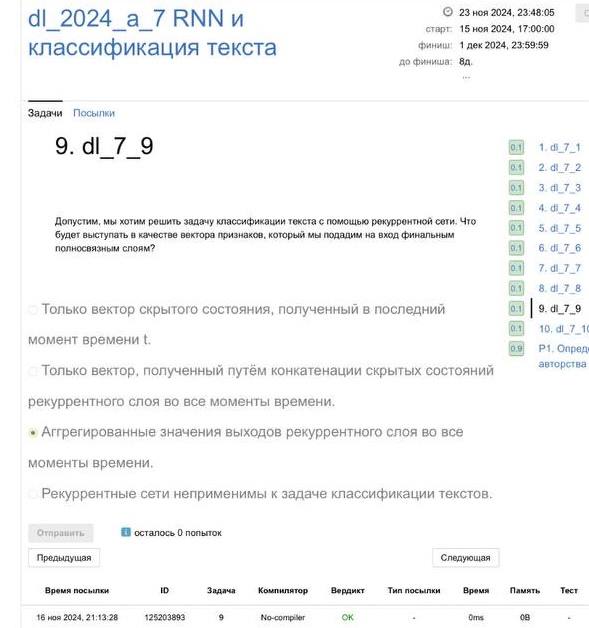 dl_2024_a_7 RNN и
классификация текста
23 ноя 2024, 23:48:05
старт: 15 ноя 2024, 17:00:00
финиш: 1 дек 2024, 23:59:59
до финиша: 8д.
...
Задачи Посылки
9. dl_7_9
Допустим, мы хотим решить задачу классификации текста с помощью рекуррентной сети. Что
будет выступать в качестве вектора признаков, который мы подадим на вход финальным
полносвязным слоям?
Только вектор скрытого состояния, полученный в последний
момент времени t.
Только вектор, полученный путём конкатенации скрытых состояний
рекуррентного слоя во все моменты времени.
Аггрегированные значения выходов рекуррентного слоя во все
моменты времени.
Рекуррентные сети неприменимы к задаче классификации текстов.
0.1 1. dl_7_1
0.1 2. dl_7_2
0.1 3. dl_7_3
0.1 4. dl_7_4
0.1 5. dl_7_5
0.1 6. dl_7_6
0.1 7. dl_7_7
0.1 8. dl_7_8
0.1 9. dl_7_9
0.1 10. dl_7_10
0.9 P1. Опреде
авторства
Отправить осталось 0 попыток
Предыдущая Следующая
Время посылки ID Задача Компилятор Вердикт Тип посылки Время Память Тест
16 ноя 2024, 21:13:28 125203893 9 No-compiler OK - 0ms 0B -